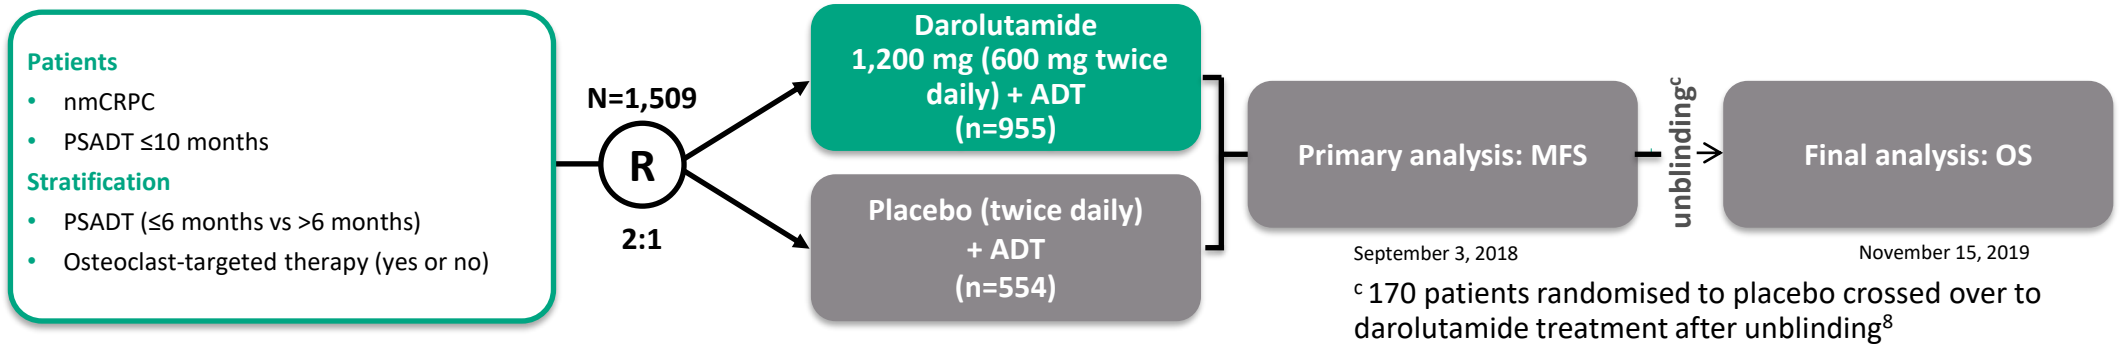 Patients
• nmCRPC
• PSADT ≤10 months
Stratification
• PSADT (≤6 months vs >6 months)
• Osteoclast-targeted therapy (yes or no)
N=1,509
R
2:1
Darolutamide
1,200 mg (600 mg twice
daily) + ADT
(n=955)
Placebo (twice daily)
+ ADT
(n=554)
Primary analysis: MFS
September 3, 2018
unblindingᶜ
Final analysis: OS
November 15, 2019
ᶜ 170 patients randomised to placebo crossed over to
darolutamide treatment after unblinding⁸